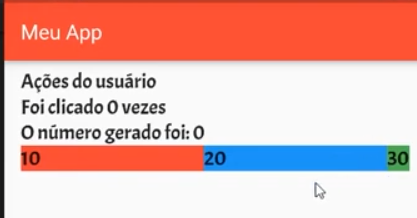 Meu App
Ações do usuário
Foi clicado 0 vezes
O número gerado foi: 0
10 20 30